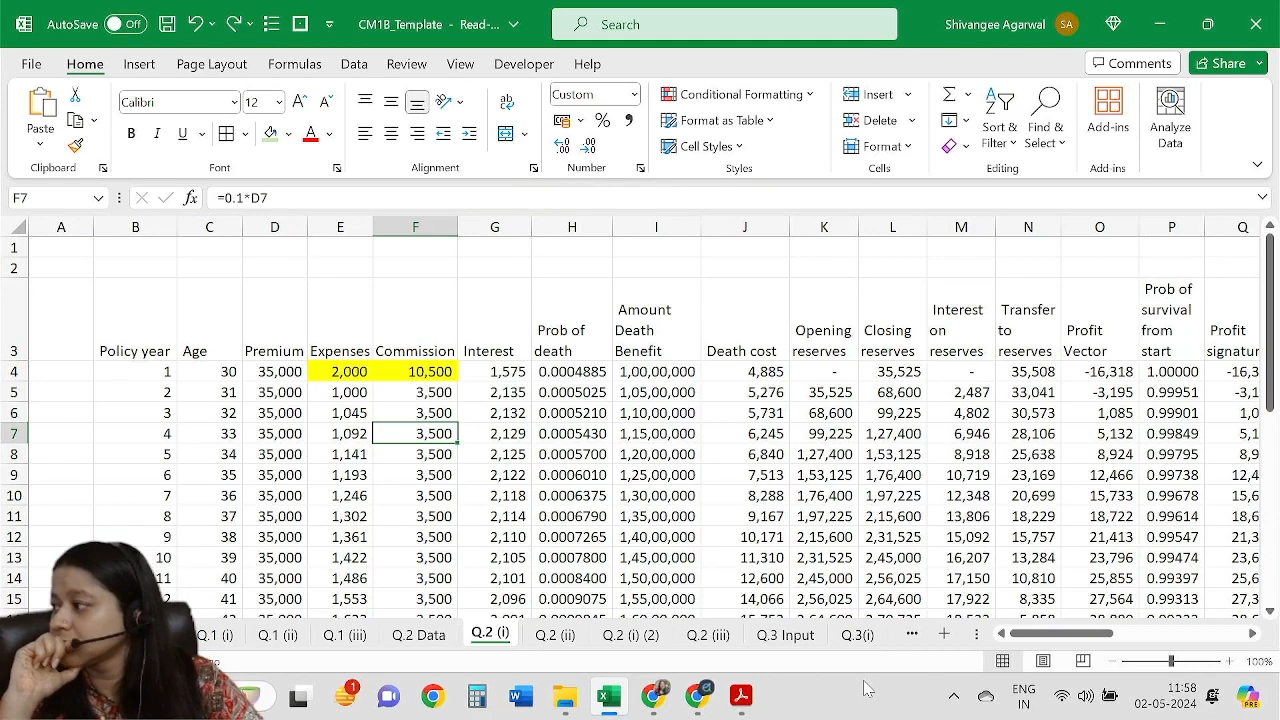 AutoSave Off CM1B_Template - Read-... Search Shivangee Agarwal SA
File Home Insert Page Layout Formulas Data Review View Developer Help Comments Share
Paste Calibri 12 Custom Conditional Formatting Insert Sort & Find & Add-ins Analyze
B I U Format as Table Delete Filter Select Data
Cell Styles Format
Clipboard Font Alignment Number Styles Cells Editing Add-ins
F7 fx =0.1*D7
A B C D E F G H I J K L M N O P Q
1
2
Prob of
Amount Interest Transfer survival
Prob of Death Opening Closing on to Profit from Profit
3 Policy year Age Premium Expenses Commission Interest death Benefit Death cost reserves reserves reserves reserves Vector start signatur
4 1 30 35,000 2,000 10,500 1,575 0.0004885 1,00,00,000 4,885 - 35,525 - 35,508 -16,318 1.00000 -16,3
5 2 31 35,000 1,000 3,500 2,135 0.0005025 1,05,00,000 5,276 35,525 68,600 2,487 33,041 -3,195 0.99951 -3,1
6 3 32 35,000 1,045 3,500 2,132 0.0005210 1,10,00,000 5,731 68,600 99,225 4,802 30,573 1,085 0.99901 1,0
7 4 33 35,000 1,092 3,500 2,129 0.0005430 1,15,00,000 6,245 99,225 1,27,400 6,946 28,106 5,132 0.99849 5,1
8 5 34 35,000 1,141 3,500 2,125 0.0005700 1,20,00,000 6,840 1,27,400 1,53,125 8,918 25,638 8,924 0.99795 8,9
9 6 35 35,000 1,193 3,500 2,122 0.0006010 1,25,00,000 7,513 1,53,125 1,76,400 10,719 23,169 12,466 0.99738 12,4
10 7 36 35,000 1,246 3,500 2,118 0.0006375 1,30,00,000 8,288 1,76,400 1,97,225 12,348 20,699 15,733 0.99678 15,6
11 8 37 35,000 1,302 3,500 2,114 0.0006790 1,35,00,000 9,167 1,97,225 2,15,600 13,806 18,229 18,722 0.99614 18,6
12 9 38 35,000 1,361 3,500 2,110 0.0007265 1,40,00,000 10,171 2,15,600 2,31,525 15,092 15,757 21,413 0.99547 21,3
13 10 39 35,000 1,422 3,500 2,105 0.0007800 1,45,00,000 11,310 2,31,525 2,45,000 16,207 13,284 23,796 0.99474 23,6
14 11 40 35,000 1,486 3,500 2,101 0.0008400 1,50,00,000 12,600 2,45,000 2,56,025 17,150 10,810 25,855 0.99397 25,6
15 2 41 35,000 1,553 3,500 2,096 0.0009075 1,55,00,000 14,066 2,56,025 2,64,600 17,922 8,335 27,564 0.99313 27,3
Q.1 (i) Q.1 (ii) Q.1 (iii) Q.2 Data Q.2 (i) Q.2 (ii) Q.2 (i) (2) Q.2 (iii) Q.3 Input Q.3(i)
100%
1 ENG 11:58
IN 02-05-2024 PRE